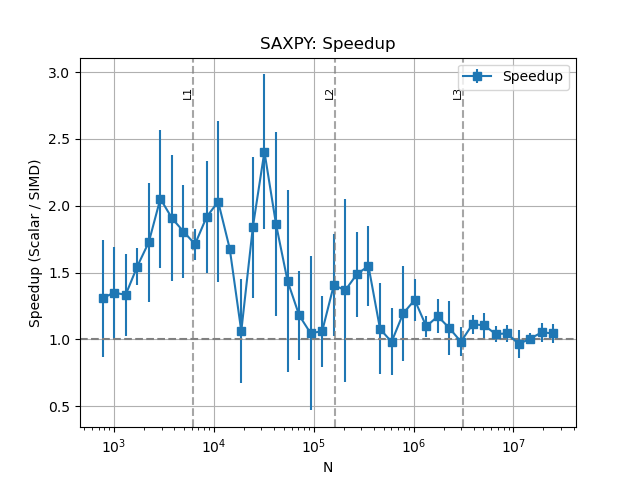 SAXPY: Speedup
Speedup (Scalar / SIMD)
3.0
2.5
2.0
1.5
1.0
0.5
L1
L2
L3
Speedup
10³
10⁴
10⁵
10⁶
10⁷
N